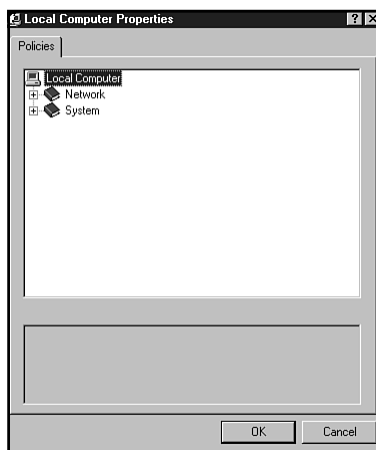 Local Computer Properties
Policies
Local Computer
Network
System
OK Cancel